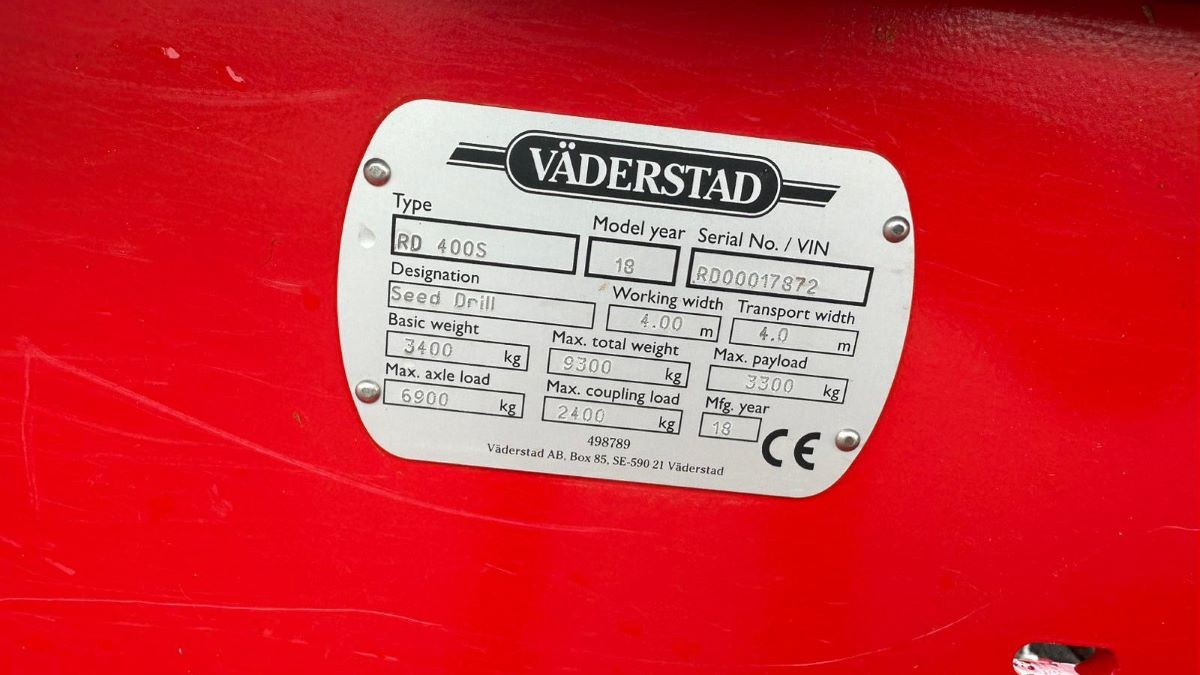 VÄDERSTAD
Type Model year Serial No. / VIN
RD 400S 18 RD00017872
Designation Working width Transport width
Seed Drill 4.00 m 4.0 m
Basic weight Max. total weight Max. payload
3400 kg 9300 kg 3300 kg
Max. axle load Max. coupling load Mfg. year
6900 kg 2400 kg 18
CE
498789
Väderstad AB, Box 85, SE-590 21 Väderstad